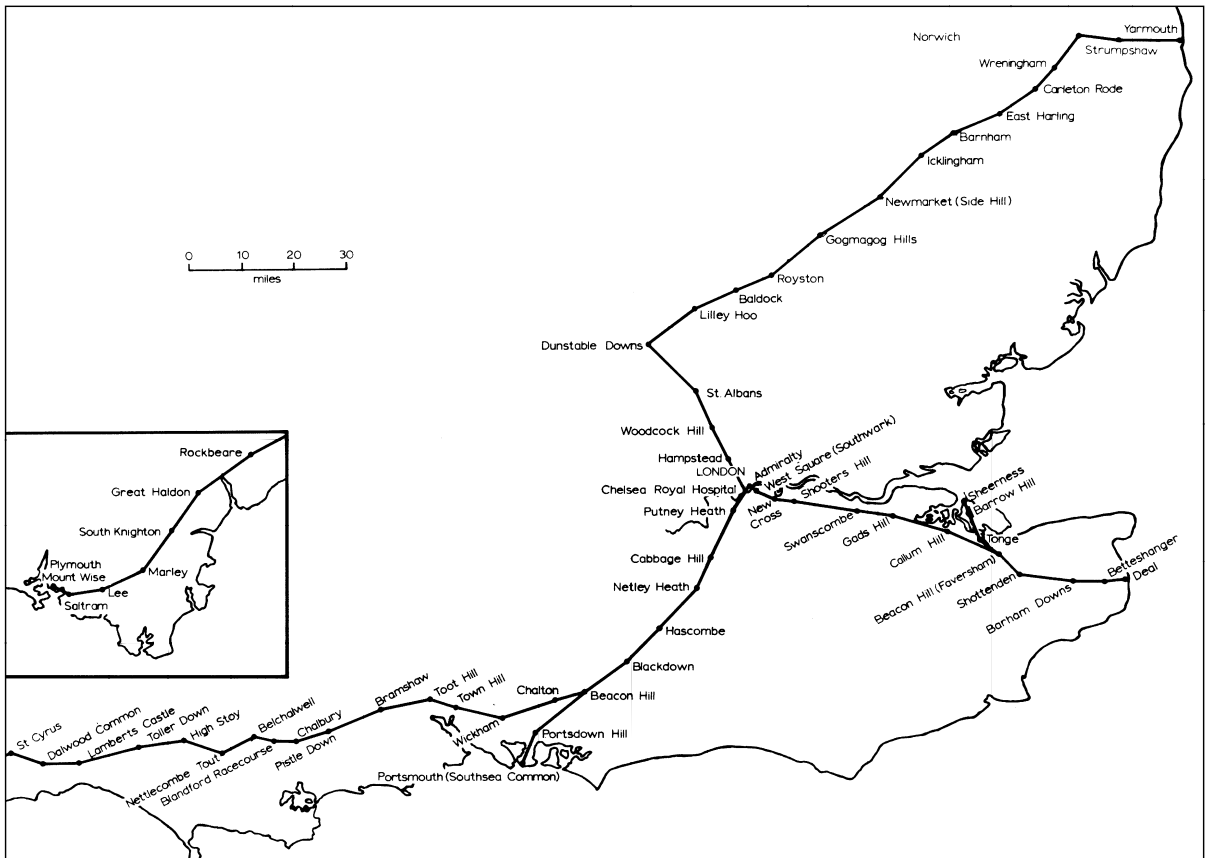 Yarmouth
Norwich
Strumpshaw
Wreningham
Carleton Rode
East Harling
Barnham
Icklingham
Newmarket (Side Hill)
Gogmagog Hills
0 10 20 30
miles
Royston
Baldock
Lilley Hoo
Dunstable Downs
St. Albans
Woodcock Hill
Hampstead
LONDON
Admiralty
West Square (Southwark)
Chelsea Royal Hospital
Putney Heath
New
Cross
Shooters Hill
Swanscombe
Gads Hill
Callum Hill
Sheerness
Barrow Hill
Tonge
Beacon Hill (Faversham)
Shottenden
Barham Downs
Betteshanger
Deal
Cabbage Hill
Netley Heath
Hascombe
Blackdown
Beacon Hill
Chalton
Portsdown Hill
Portsmouth (Southsea Common)
Wickham
Town Hill
Toot Hill
Bramshaw
Pistle Down
Chalbury
Blandford Racecourse
Belchalwell
Nettlecombe Tout
High Stoy
Toller Down
Lamberts Castle
Dalwood Common
St Cyrus
Rockbeare
Great Haldon
South Knighton
Marley
Lee
Saltram
Plymouth
Mount Wise